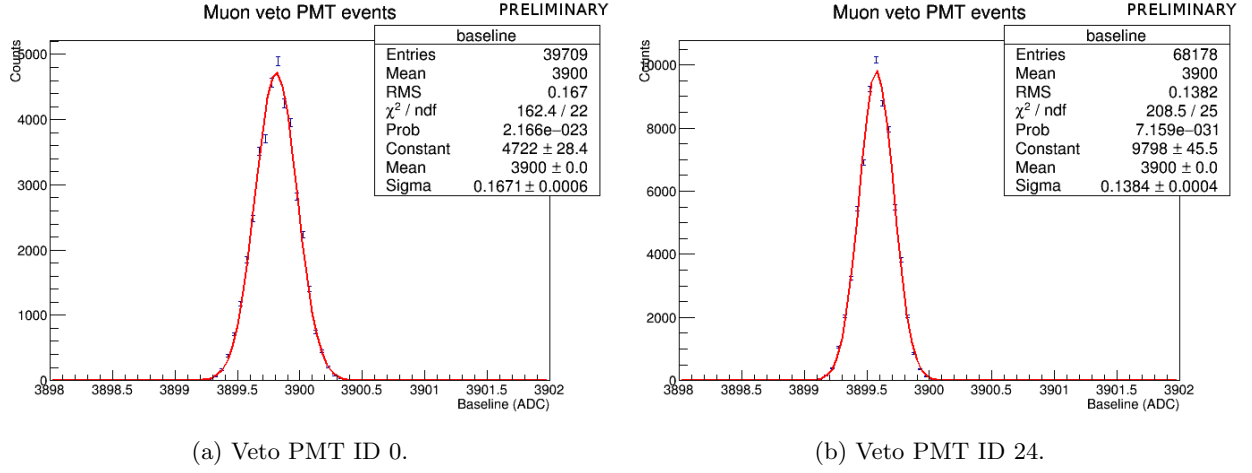 Muon veto PMT events
PRELIMINARY
Counts
baseline
Entries 39709
Mean 3900
RMS 0.167
χ² / ndf 162.4 / 22
Prob 2.166e−023
Constant 4722 ± 28.4
Mean 3900 ± 0.0
Sigma 0.1671 ± 0.0006
5000
4000
3000
2000
1000
0
3898 3898.5 3899 3899.5 3900 3900.5 3901 3901.5 3902
Baseline (ADC)
(a) Veto PMT ID 0.
Muon veto PMT events
PRELIMINARY
Counts
baseline
Entries 68178
Mean 3900
RMS 0.1382
χ² / ndf 208.5 / 25
Prob 7.159e−031
Constant 9798 ± 45.5
Mean 3900 ± 0.0
Sigma 0.1384 ± 0.0004
10000
8000
6000
4000
2000
0
3898 3898.5 3899 3899.5 3900 3900.5 3901 3901.5 3902
Baseline (ADC)
(b) Veto PMT ID 24.